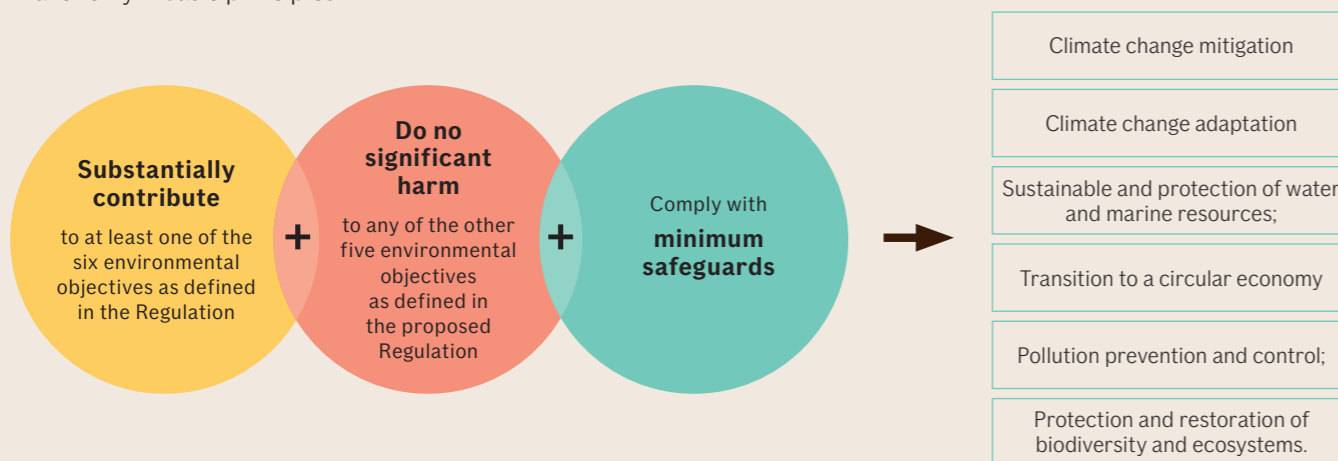 Substantially
contribute
to at least one of the
six environmental
objectives as defined
in the Regulation
+
Do no
significant
harm
to any of the other
five environmental
objectives
as defined in
the proposed
Regulation
+
Comply with
minimum
safeguards
Climate change mitigation
Climate change adaptation
Sustainable and protection of water
and marine resources;
Transition to a circular economy
Pollution prevention and control;
Protection and restoration of
biodiversity and ecosystems.